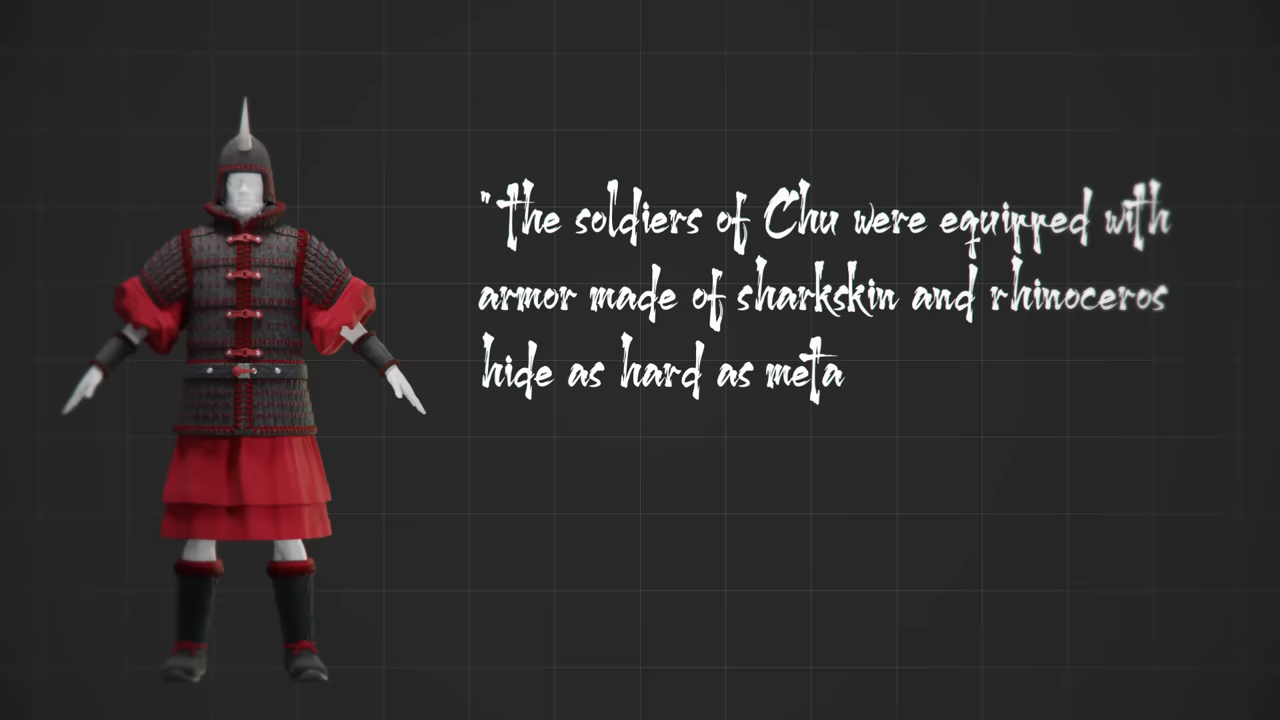 "The soldiers of Chu were equipped with
armor made of sharkskin and rhinoceros
hide as hard as meta